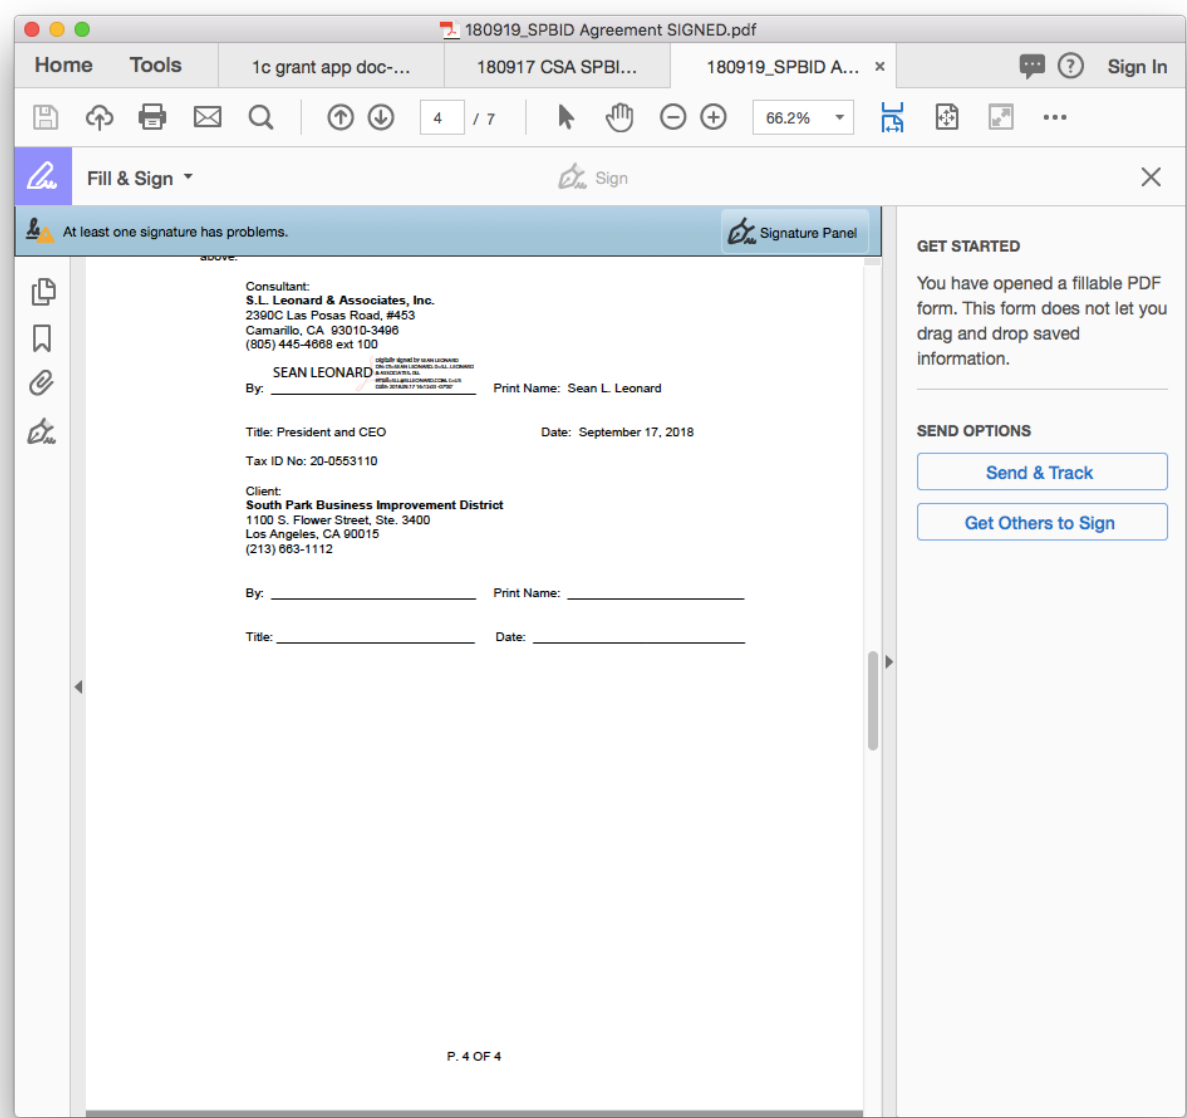 180919_SPBID Agreement SIGNED.pdf
Home Tools 1c grant app doc-... 180917 CSA SPBI... 180919_SPBID A... × ? Sign In
4 / 7 66.2%
Fill & Sign Sign
At least one signature has problems. Signature Panel
above.
Consultant:
S.L. Leonard & Associates, Inc.
2390C Las Posas Road, #453
Camarillo, CA 93010-3496
(805) 445-4668 ext 100
SEAN LEONARD
Digitally signed by SEAN LEONARD
By: Print Name: Sean L. Leonard
Title: President and CEO Date: September 17, 2018
Tax ID No: 20-0553110
Client:
South Park Business Improvement District
1100 S. Flower Street, Ste. 3400
Los Angeles, CA 90015
(213) 663-1112
By: Print Name:
Title: Date:
P. 4 OF 4
GET STARTED
You have opened a fillable PDF
form. This form does not let you
drag and drop saved
information.
SEND OPTIONS
Send & Track
Get Others to Sign